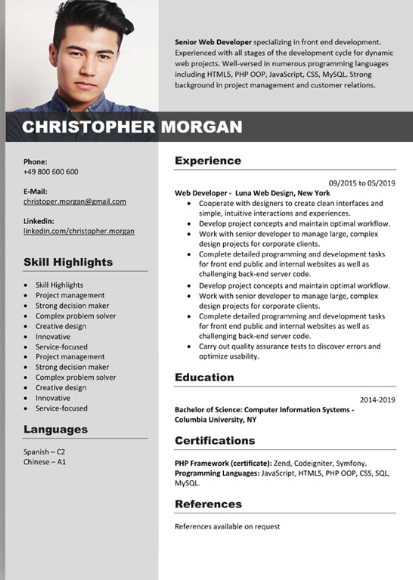 Senior Web Developer specializing in front end development.
Experienced with all stages of the development cycle for dynamic
web projects. Well-versed in numerous programming languages
including HTML5, PHP OOP, JavaScript, CSS, MySQL. Strong
background in project management and customer relations.
CHRISTOPHER MORGAN
Phone:
+49 800 600 600
E-Mail:
christoper.morgan@gmail.com
Linkedin:
linkedin.com/christopher.morgan
Skill Highlights
• Skill Highlights
• Project management
• Strong decision maker
• Complex problem solver
• Creative design
• Innovative
• Service-focused
• Project management
• Strong decision maker
• Complex problem solver
• Creative design
• Innovative
• Service-focused
Languages
Spanish – C2
Chinese – A1
Experience
09/2015 to 05/2019
Web Developer - Luna Web Design, New York
• Cooperate with designers to create clean interfaces and
simple, intuitive interactions and experiences.
• Develop project concepts and maintain optimal workflow.
• Work with senior developer to manage large, complex
design projects for corporate clients.
• Complete detailed programming and development tasks
for front end public and internal websites as well as
challenging back-end server code.
• Develop project concepts and maintain optimal workflow.
• Work with senior developer to manage large, complex
design projects for corporate clients.
• Complete detailed programming and development tasks
for front end public and internal websites as well as
challenging back-end server code.
• Carry out quality assurance tests to discover errors and
optimize usability.
Education
2014-2019
Bachelor of Science: Computer Information Systems -
Columbia University, NY
Certifications
PHP Framework (certificate): Zend, Codeigniter, Symfony.
Programming Languages: JavaScript, HTML5, PHP OOP, CSS, SQL,
MySQL.
References
References available on request